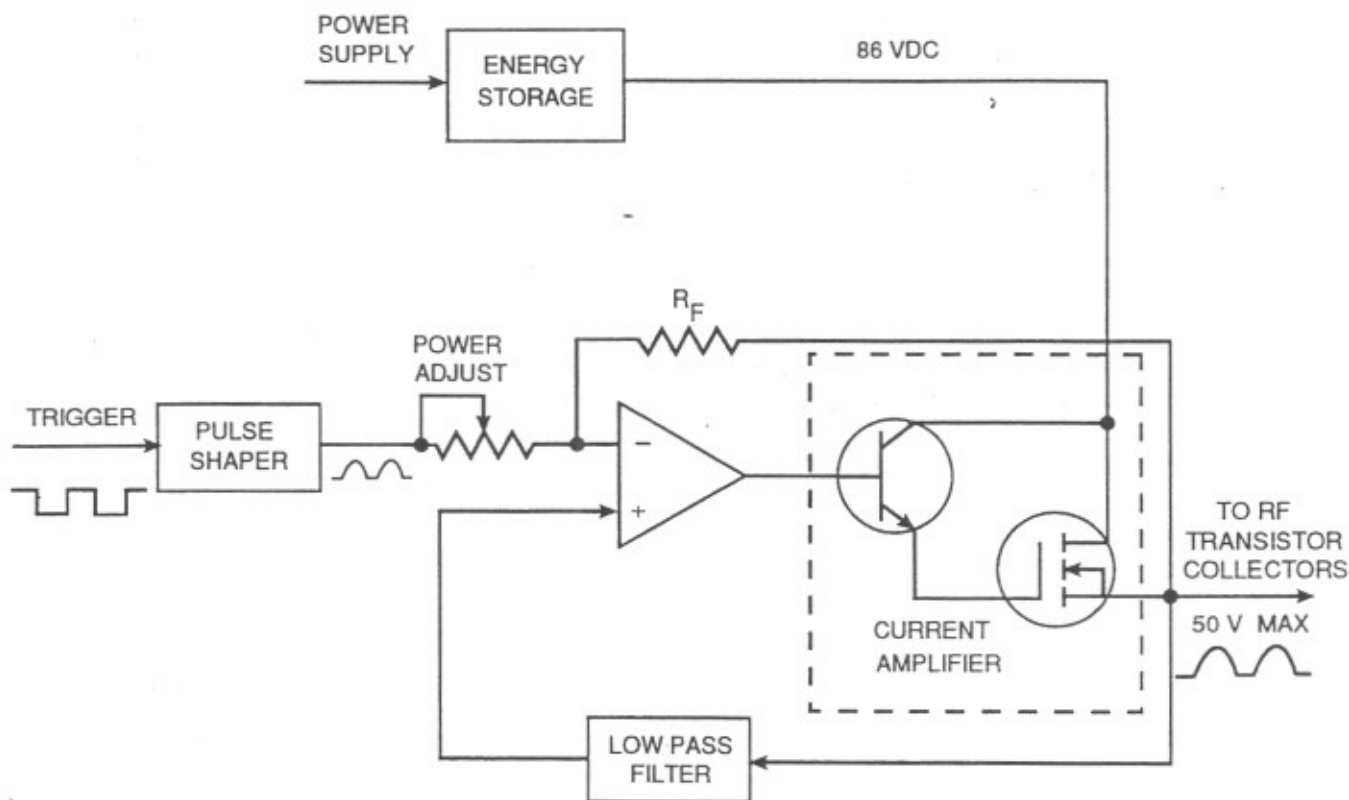 POWER
SUPPLY
ENERGY
STORAGE
86 VDC
R_F
POWER
ADJUST
TRIGGER
PULSE
SHAPER
−
+
TO RF
TRANSISTOR
COLLECTORS
50 V MAX
CURRENT
AMPLIFIER
LOW PASS
FILTER